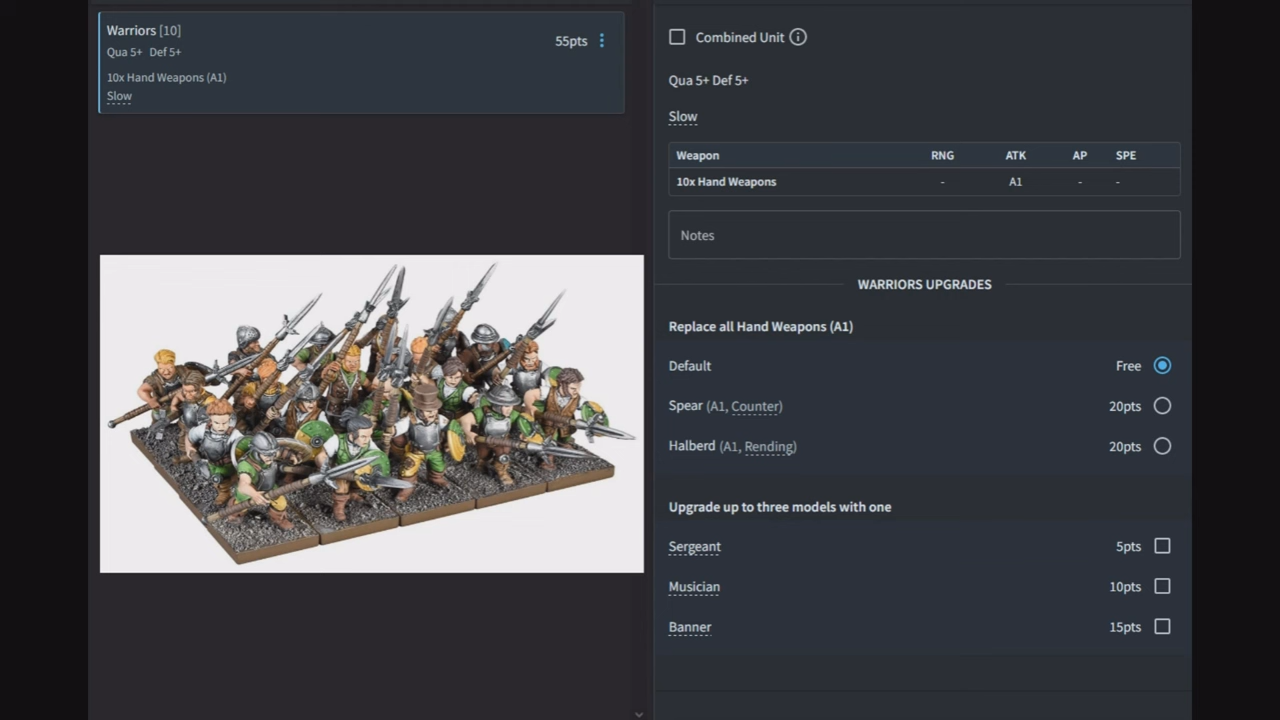 Warriors [10]
Qua 5+ Def 5+
55pts
10x Hand Weapons (A1)
Slow
Combined Unit
Qua 5+ Def 5+
Slow
Weapon RNG ATK AP SPE
10x Hand Weapons - A1 - -
Notes
WARRIORS UPGRADES
Replace all Hand Weapons (A1)
Default Free
Spear (A1, Counter) 20pts
Halberd (A1, Rending) 20pts
Upgrade up to three models with one
Sergeant 5pts
Musician 10pts
Banner 15pts